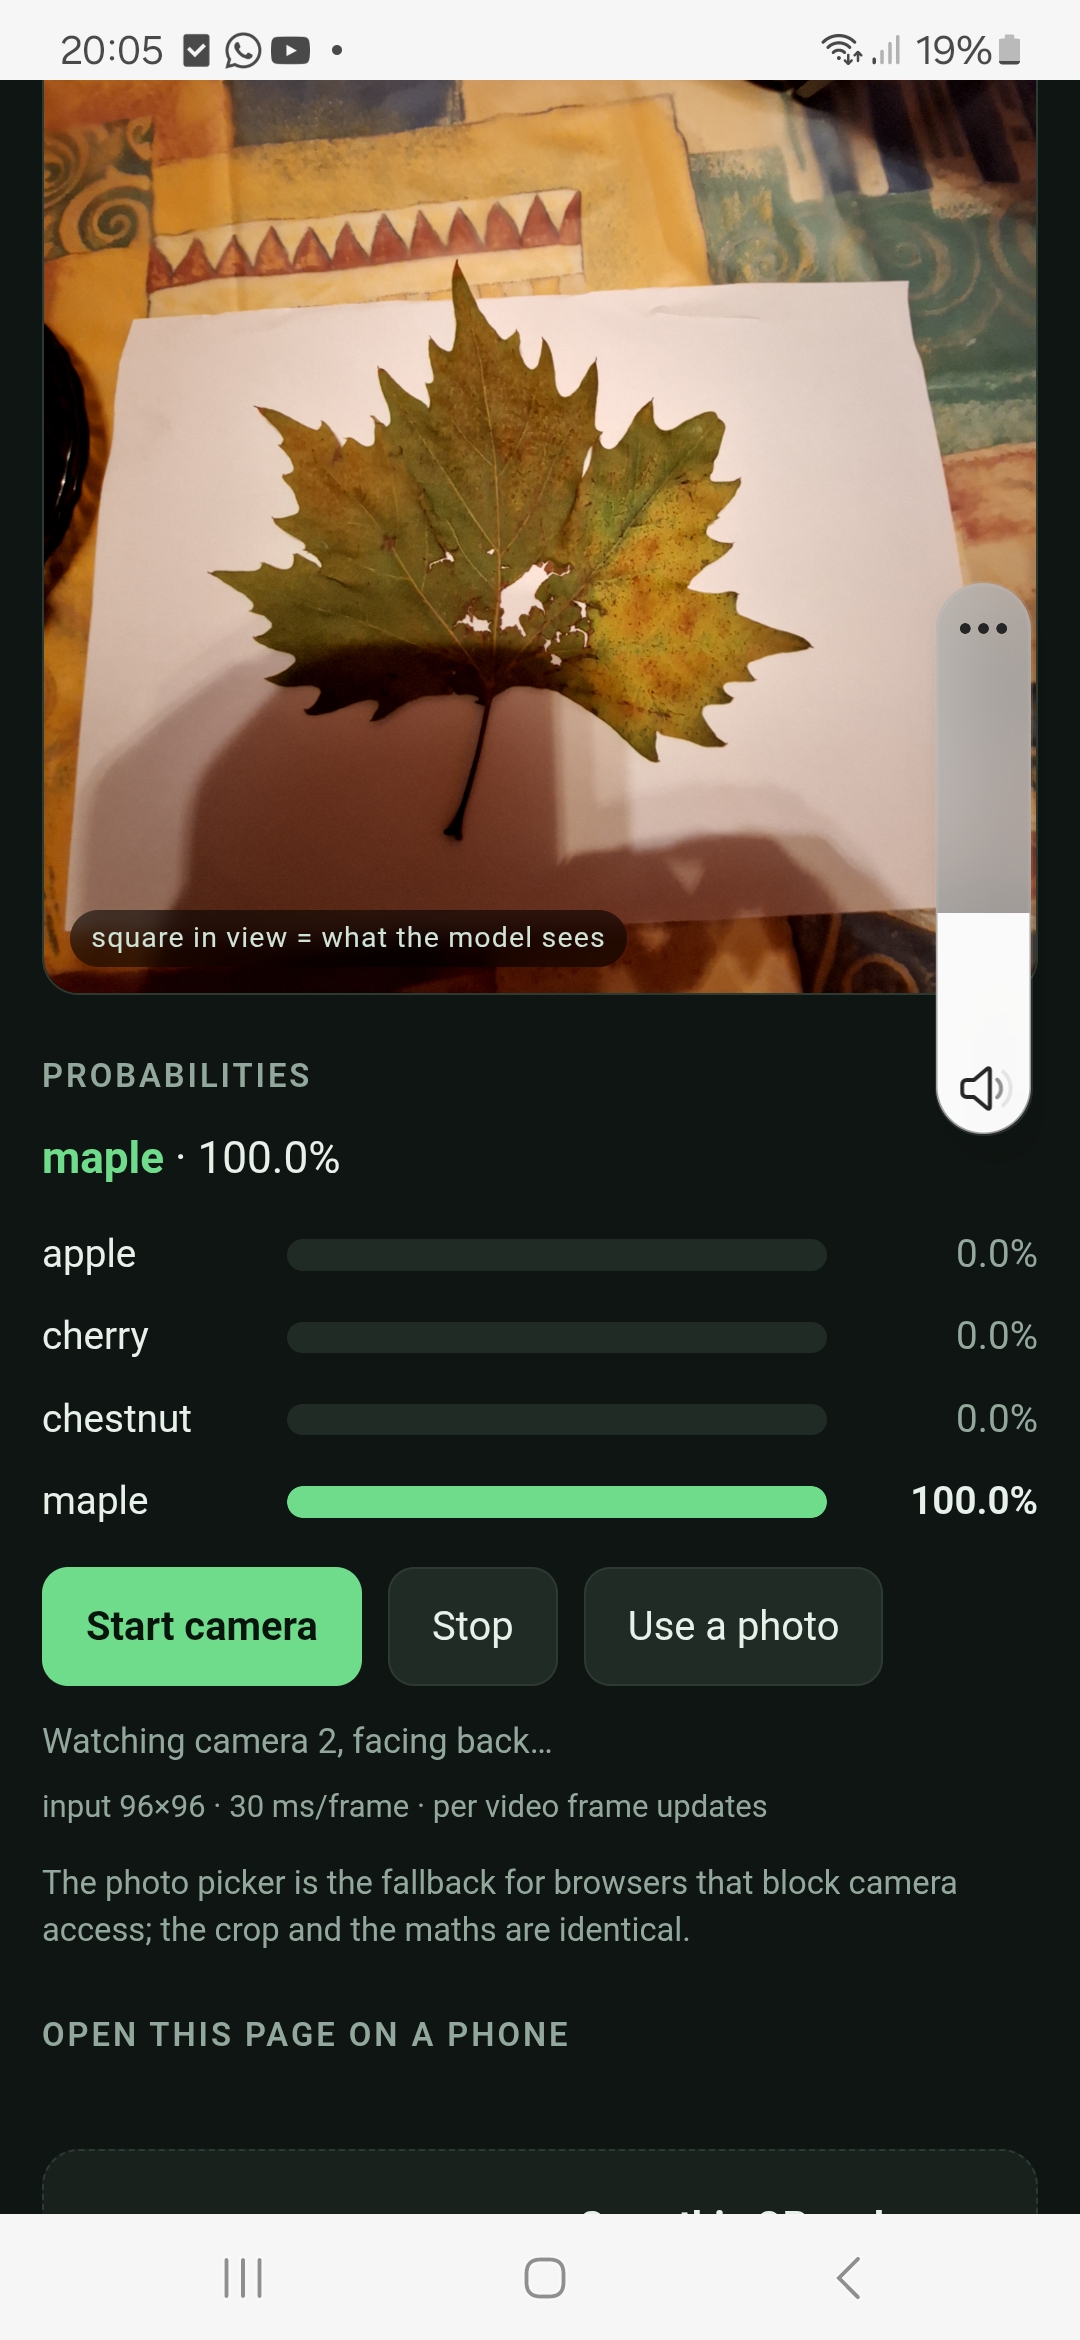 20:05
19%
square in view = what the model sees
PROBABILITIES
maple · 100.0%
apple 0.0%
cherry 0.0%
chestnut 0.0%
maple 100.0%
Start camera Stop Use a photo
Watching camera 2, facing back…
input 96×96 · 30 ms/frame · per video frame updates
The photo picker is the fallback for browsers that block camera
access; the crop and the maths are identical.
OPEN THIS PAGE ON A PHONE